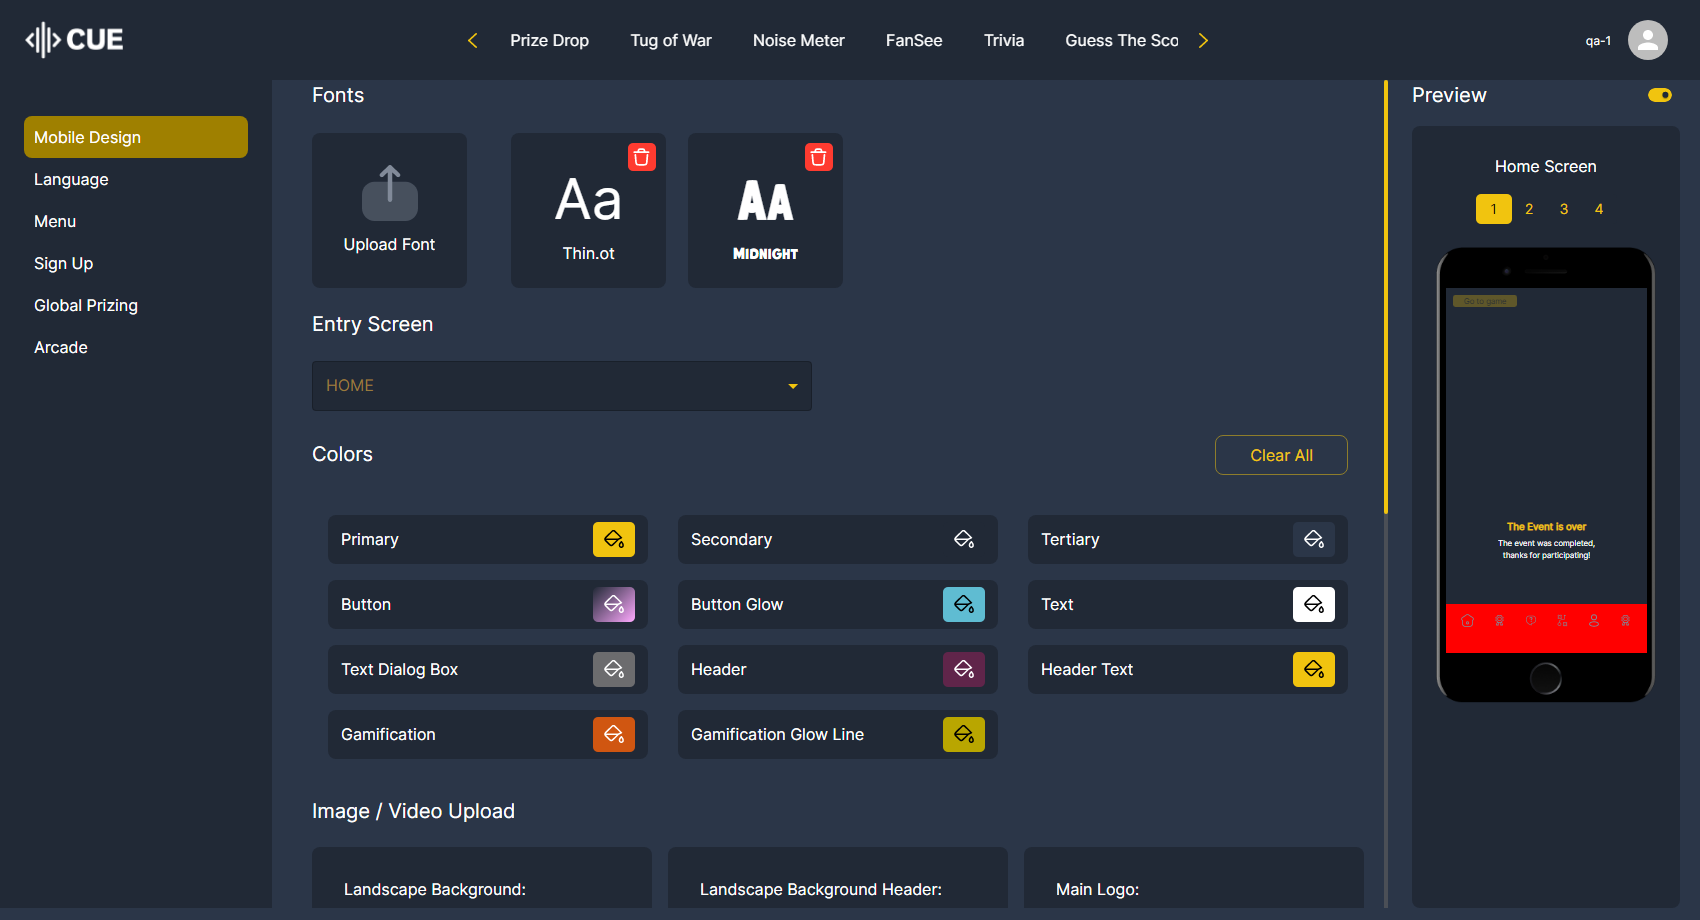 CUE
Prize Drop
Tug of War
Noise Meter
FanSee
Trivia
Guess The Sco
qa-1
Mobile Design
Language
Menu
Sign Up
Global Prizing
Arcade
Fonts
Upload Font
Aa
Thin.ot
AA
MIDNIGHT
Entry Screen
HOME
Colors
Clear All
Primary
Secondary
Tertiary
Button
Button Glow
Text
Text Dialog Box
Header
Header Text
Gamification
Gamification Glow Line
Image / Video Upload
Landscape Background:
Landscape Background Header:
Main Logo:
Preview
Home Screen
1 2 3 4
Go to game
The Event is over
The event was completed,
thanks for participating!